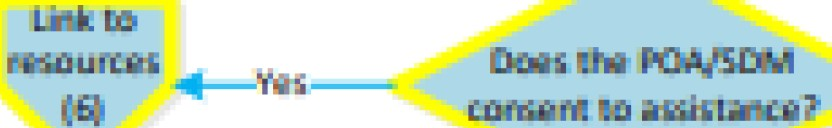 Link to
resources
(6)
Yes
Does the POA/SDM
consent to assistance?